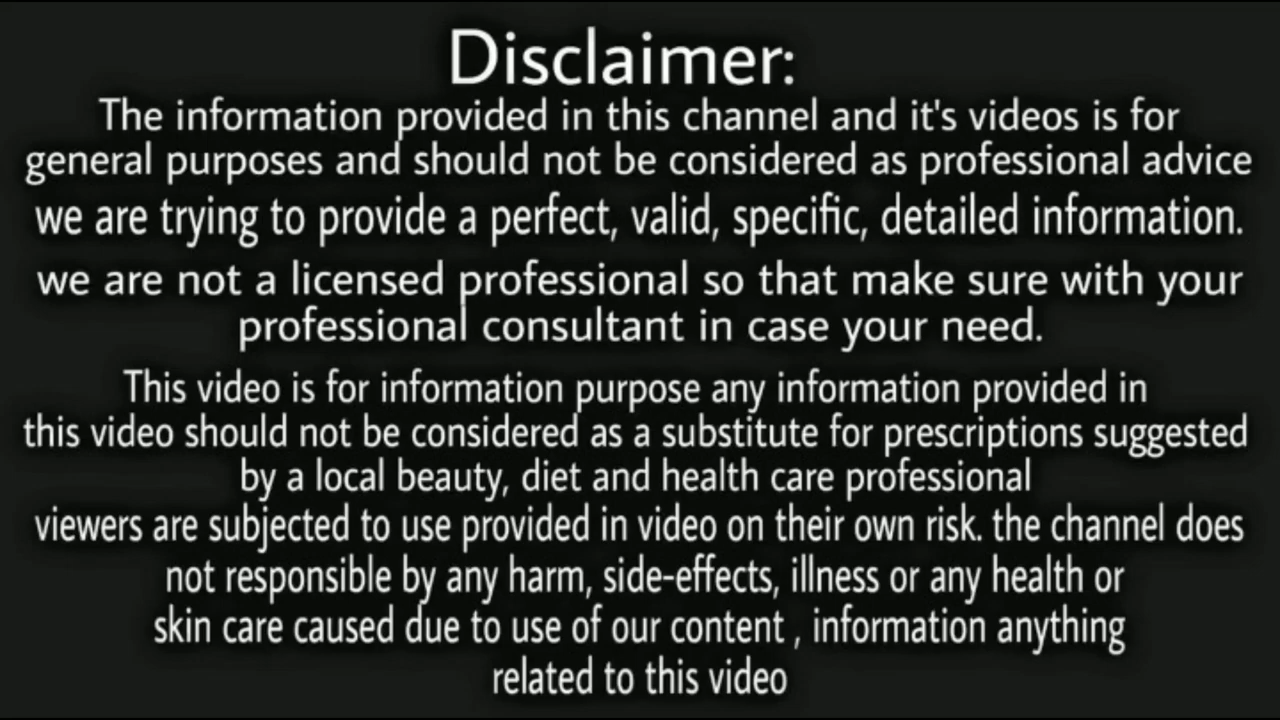 Disclaimer:
The information provided in this channel and it's videos is for
general purposes and should not be considered as professional advice
we are trying to provide a perfect, valid, specific, detailed information.
we are not a licensed professional so that make sure with your
professional consultant in case your need.
This video is for information purpose any information provided in
this video should not be considered as a substitute for prescriptions suggested
by a local beauty, diet and health care professional
viewers are subjected to use provided in video on their own risk. the channel does
not responsible by any harm, side-effects, illness or any health or
skin care caused due to use of our content , information anything
related to this video